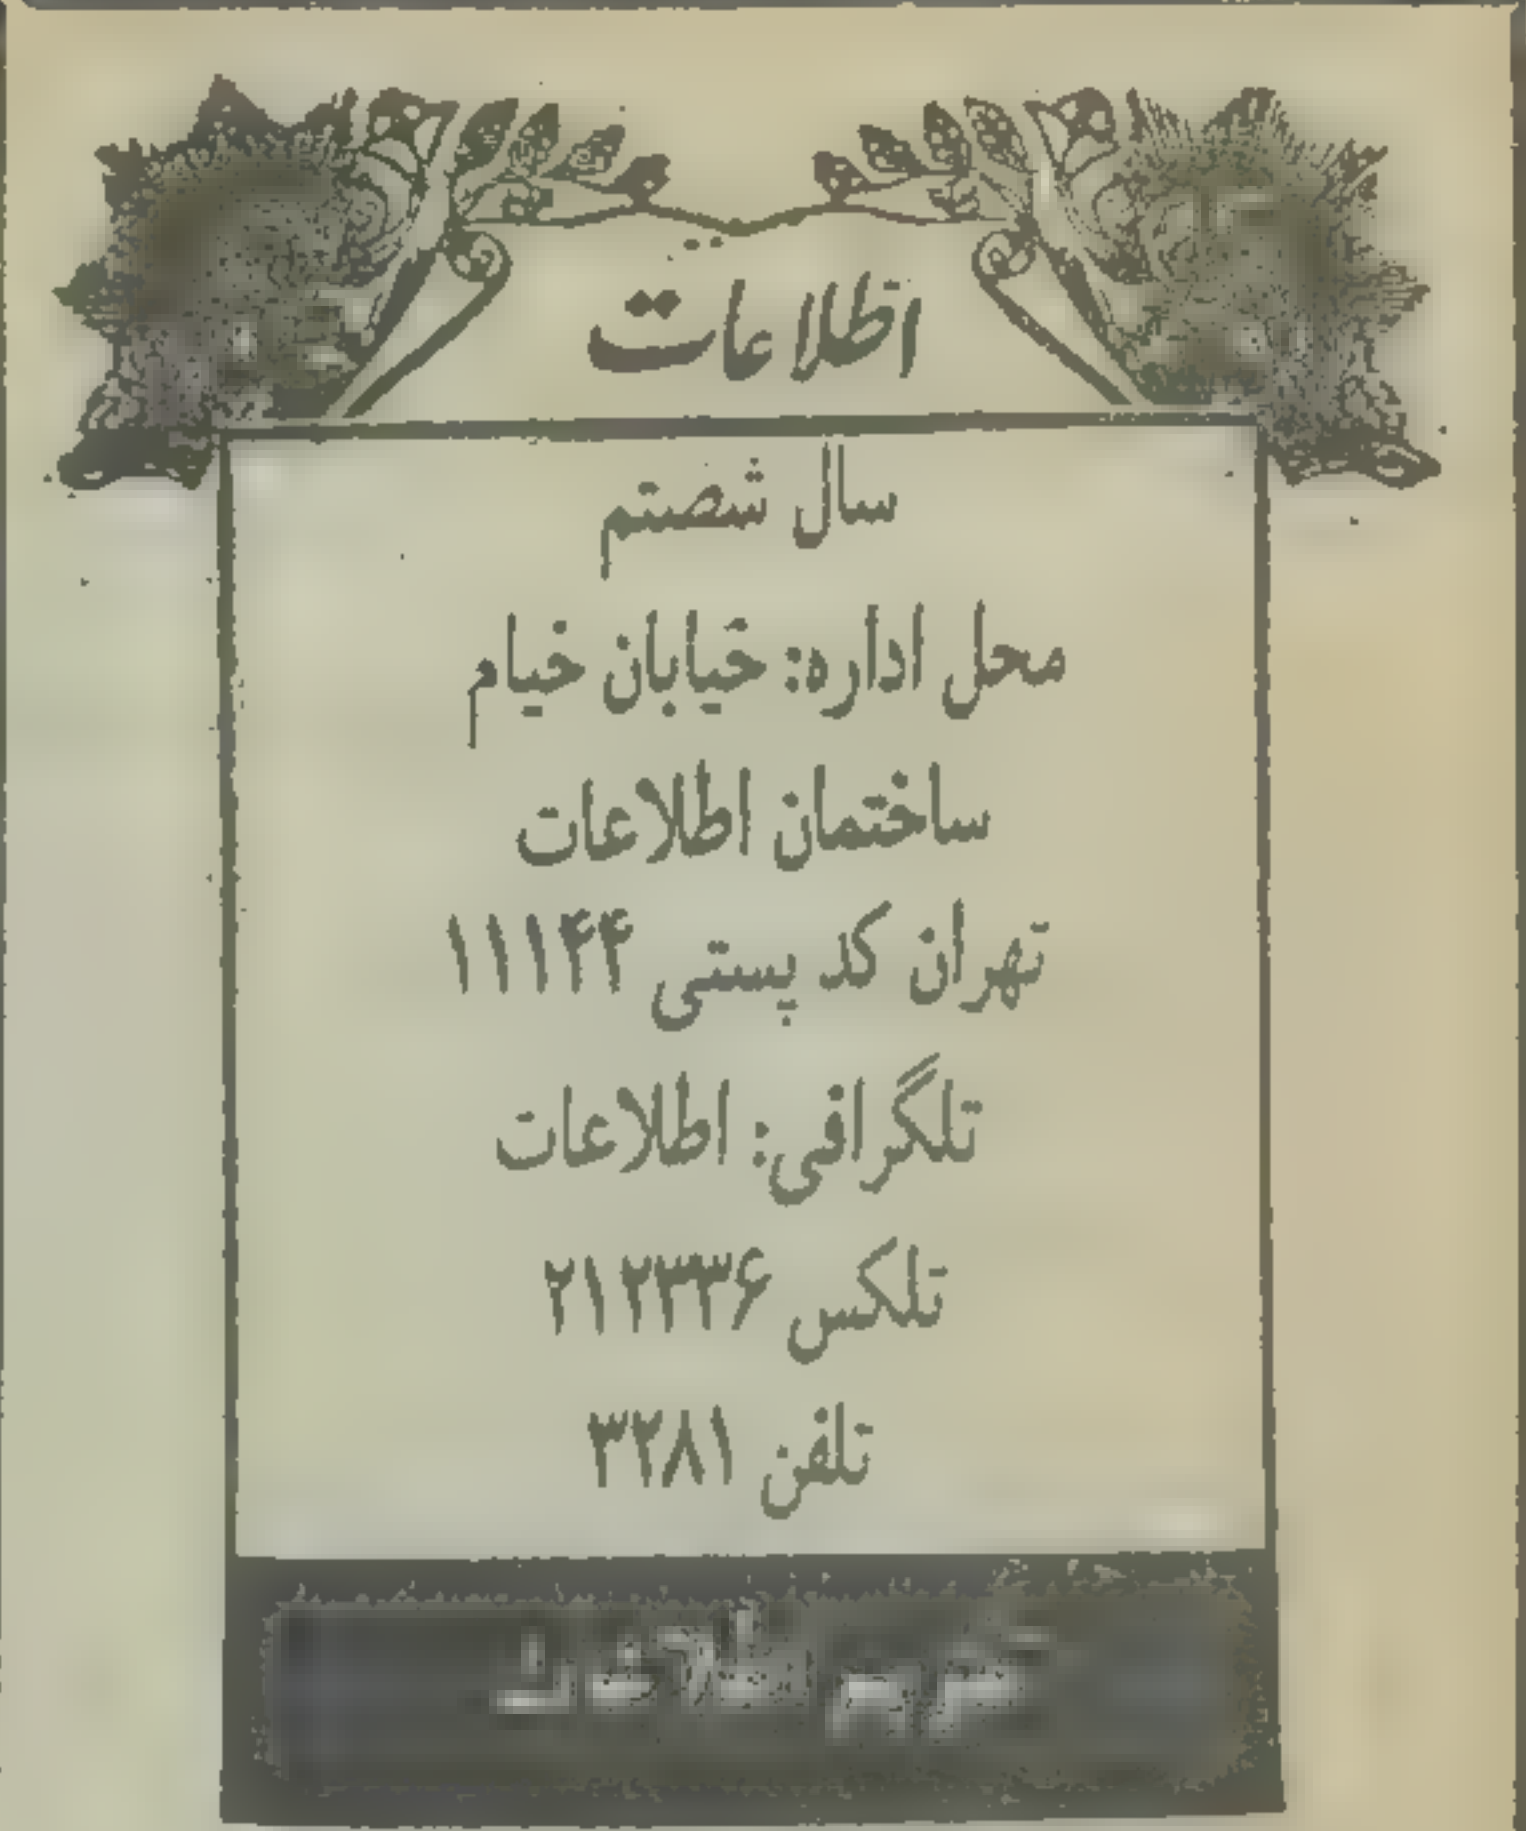 اطلاعات
سال شصتم
محل اداره: خیابان خیام
ساختمان اطلاعات
تهران کد پستی ۱۱۱۴۴
تلگرافی: اطلاعات
تلکس ۲۱۲۳۳۶
تلفن ۳۲۸۱